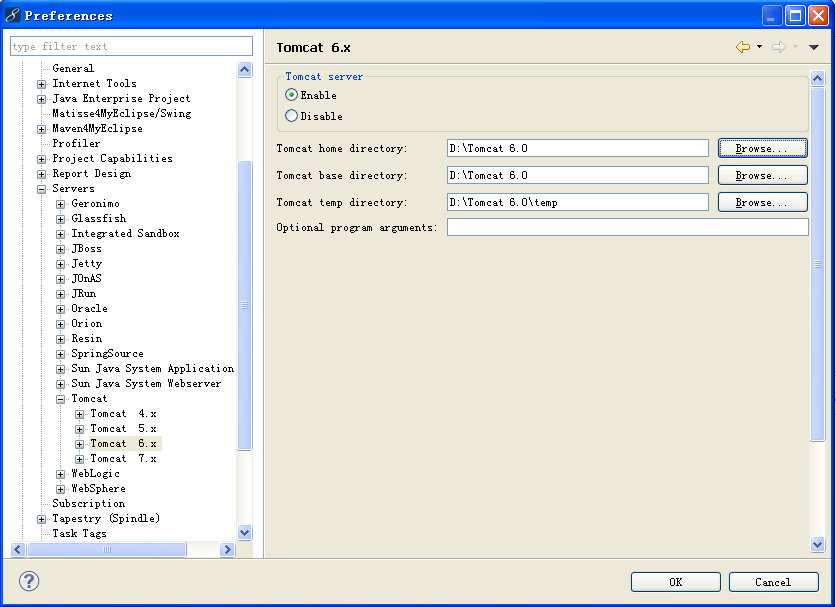 Preferences
type filter text
General
Internet Tools
Java Enterprise Project
Matisse4MyEclipse/Swing
Maven4MyEclipse
Profiler
Project Capabilities
Report Design
Servers
Geronimo
Glassfish
Integrated Sandbox
JBoss
Jetty
JOnAS
JRun
Oracle
Orion
Resin
SpringSource
Sun Java System Application
Sun Java System Webserver
Tomcat
Tomcat 4.x
Tomcat 5.x
Tomcat 6.x
Tomcat 7.x
WebLogic
WebSphere
Subscription
Tapestry (Spindle)
Task Tags
Tomcat 6.x
Tomcat server
Enable
Disable
Tomcat home directory: D:\Tomcat 6.0 Browse...
Tomcat base directory: D:\Tomcat 6.0 Browse...
Tomcat temp directory: D:\Tomcat 6.0\temp Browse...
Optional program arguments:
?
OK Cancel